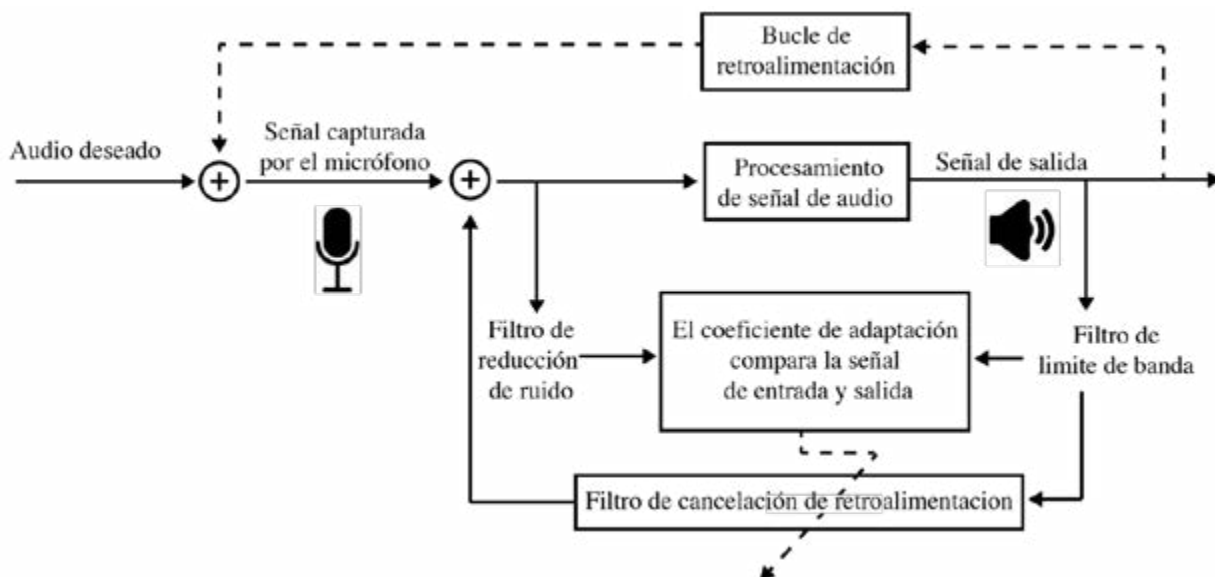 Bucle de
retroalimentación
Audio deseado
Señal capturada
por el micrófono
Procesamiento
de señal de audio
Señal de salida
Filtro de
reducción
de ruido
El coeficiente de adaptación
compara la señal
de entrada y salida
Filtro de
limite de banda
Filtro de cancelación de retroalimentacion